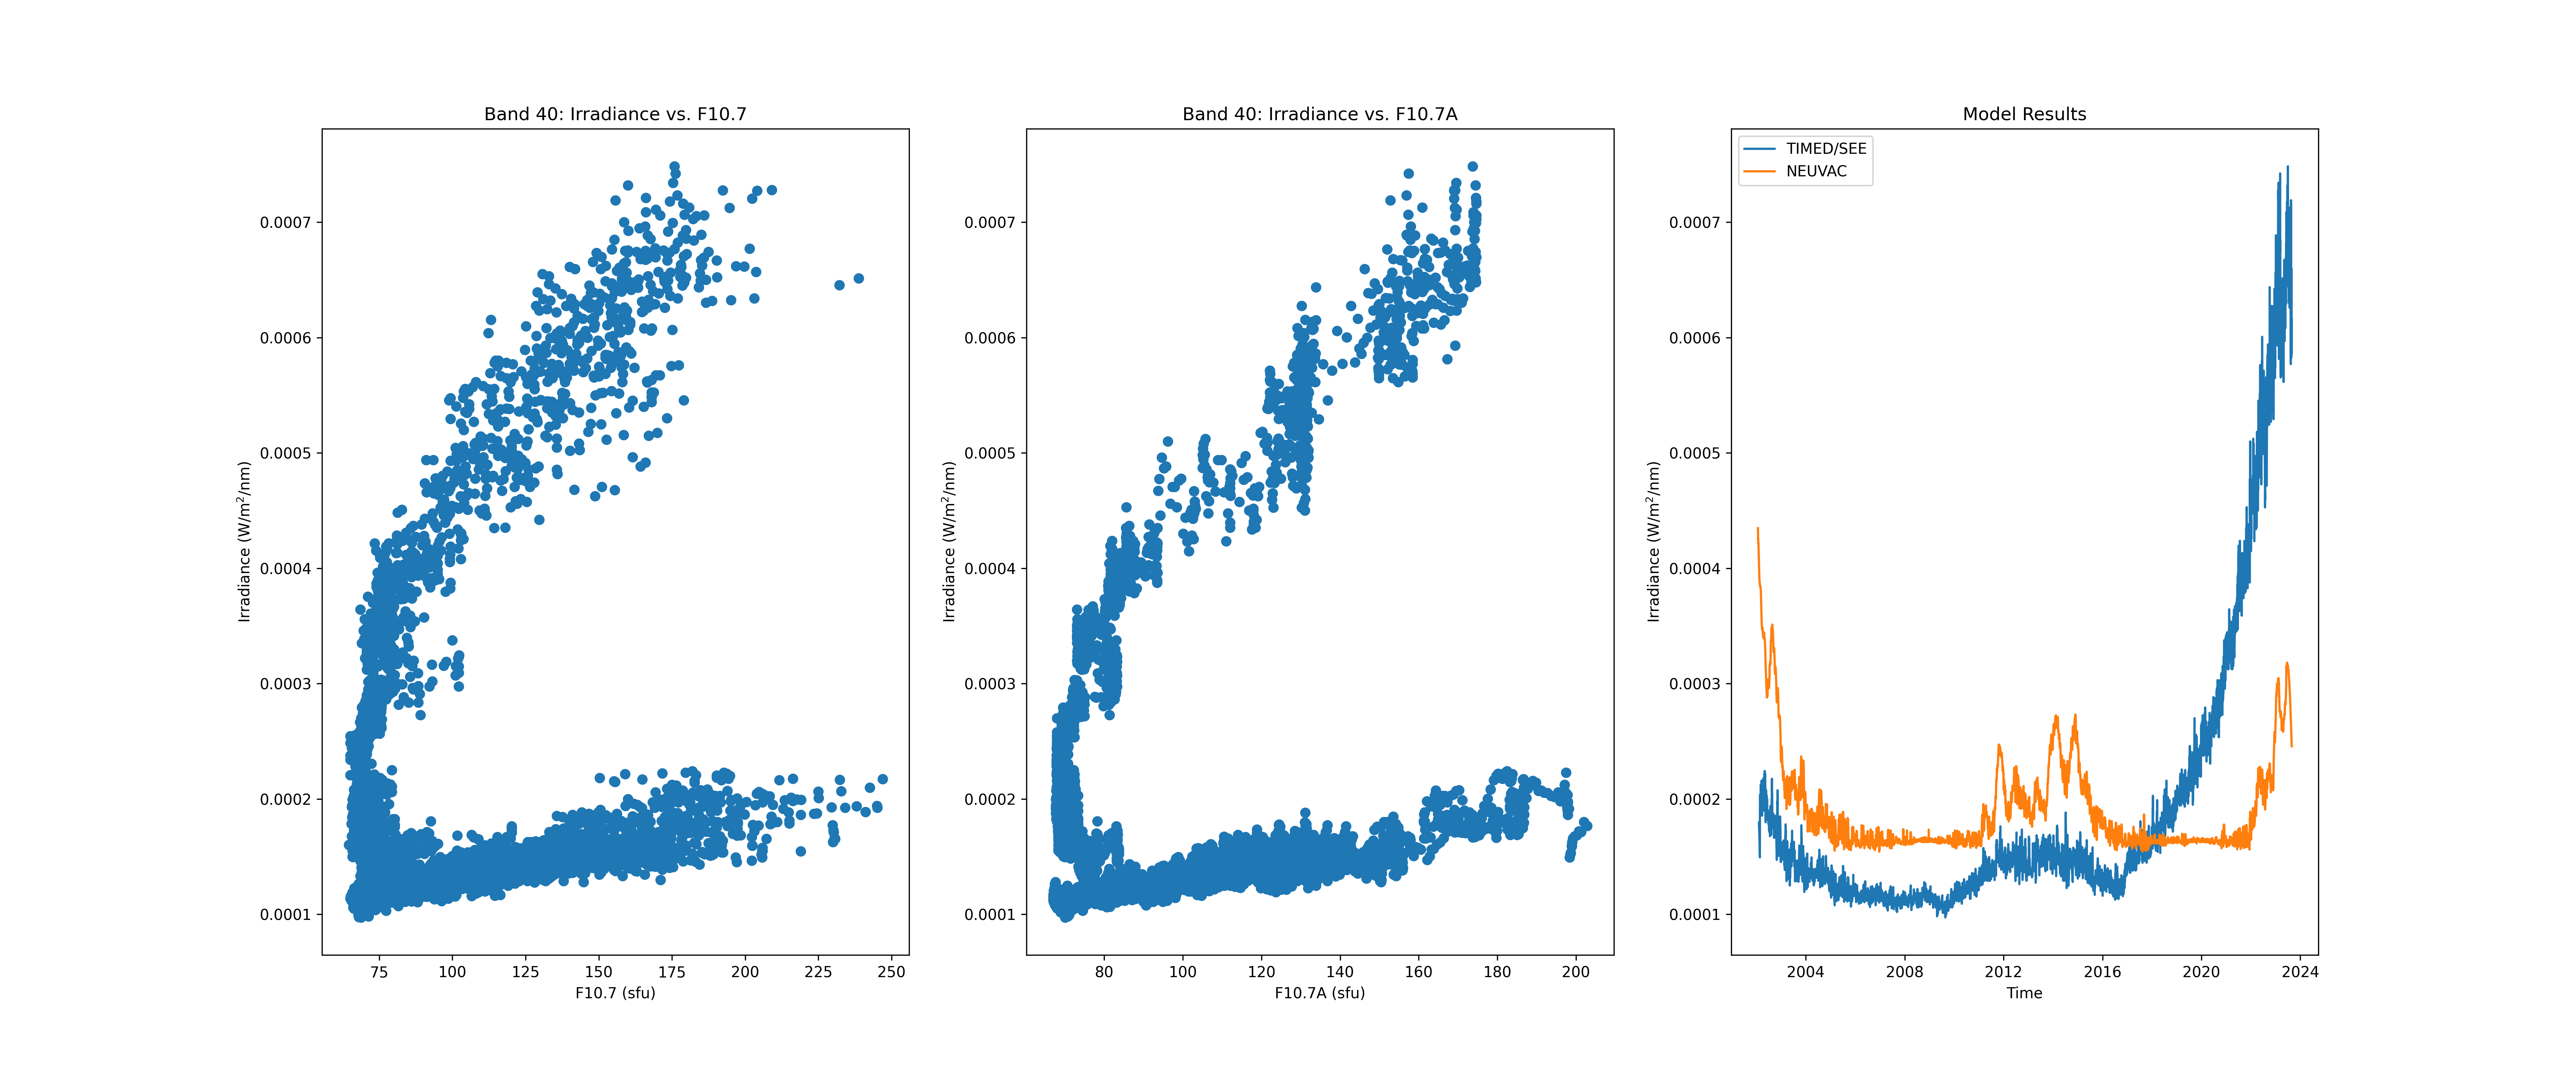 Band 40: Irradiance vs. F10.7
Irradiance (W/m²/nm)
0.0007
0.0006
0.0005
0.0004
0.0003
0.0002
0.0001
75 100 125 150 175 200 225 250
F10.7 (sfu)
Band 40: Irradiance vs. F10.7A
Irradiance (W/m²/nm)
0.0007
0.0006
0.0005
0.0004
0.0003
0.0002
0.0001
80 100 120 140 160 180 200
F10.7A (sfu)
Model Results
TIMED/SEE
NEUVAC
Irradiance (W/m²/nm)
0.0007
0.0006
0.0005
0.0004
0.0003
0.0002
0.0001
2004 2008 2012 2016 2020 2024
Time